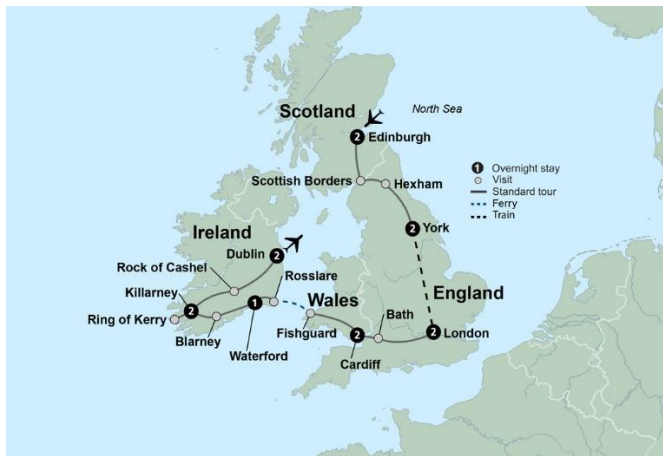 Scotland
North Sea
2 Edinburgh
Scottish Borders
Hexham
1 Overnight stay
Visit
Standard tour
Ferry
Train
2 York
Ireland
Dublin 2
Rock of Cashel
Rosslare
Killarney
2
1
Ring of Kerry
Blarney
Waterford
Wales
Fishguard
2
Cardiff
Bath
England
2 London